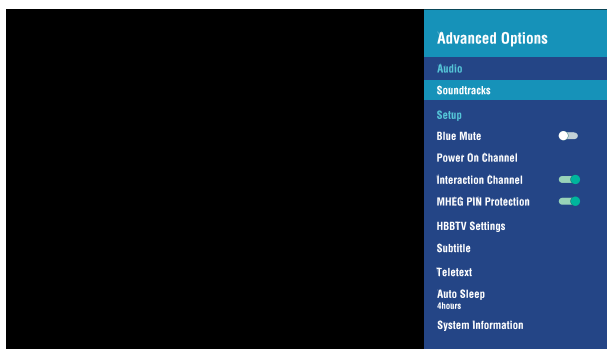 Advanced Options
Audio
Soundtracks
Setup
Blue Mute
Power On Channel
Interaction Channel
MHEG PIN Protection
HBBTV Settings
Subtitle
Teletext
Auto Sleep
4hours
System Information